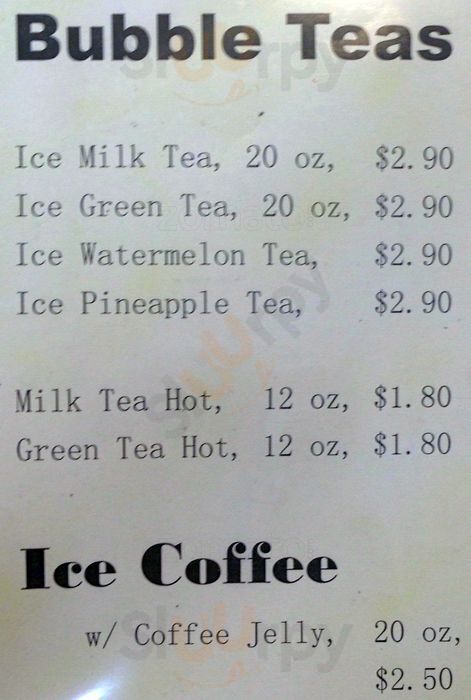 Bubble Teas
Ice Milk Tea, 20 oz, $2.90
Ice Green Tea, 20 oz, $2.90
Ice Watermelon Tea, $2.90
Ice Pineapple Tea, $2.90
Milk Tea Hot, 12 oz, $1.80
Green Tea Hot, 12 oz, $1.80
Ice Coffee
w/ Coffee Jelly, 20 oz,
$2.50